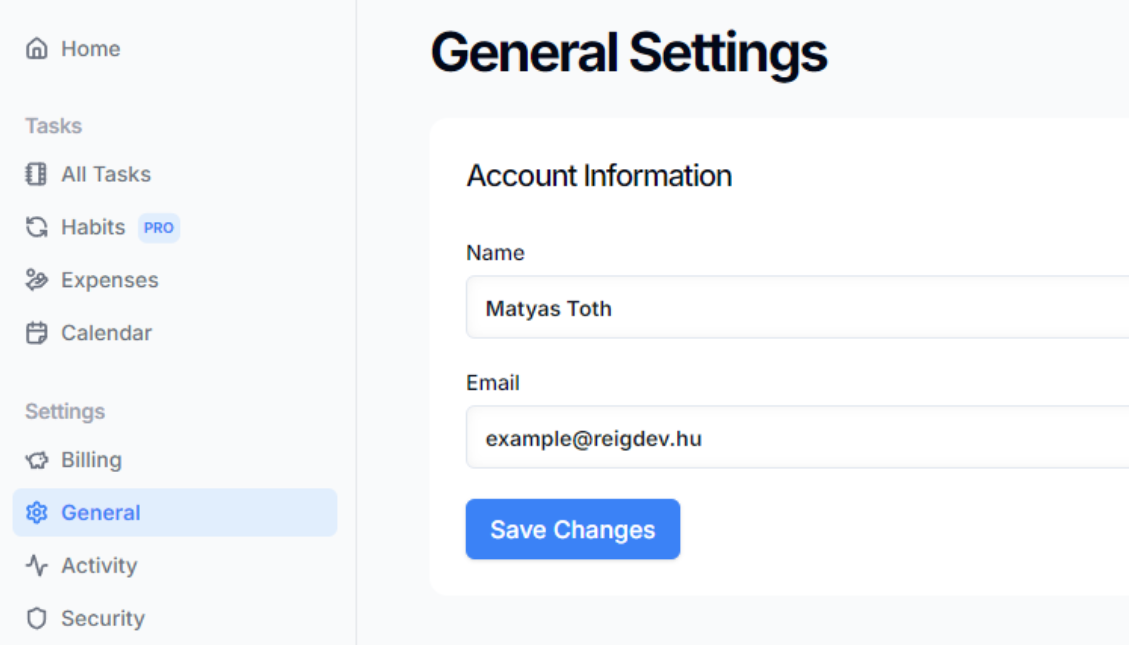 Home
Tasks
All Tasks
Habits PRO
Expenses
Calendar
Settings
Billing
General
Activity
Security
General Settings
Account Information
Name
Matyas Toth
Email
example@reigdev.hu
Save Changes